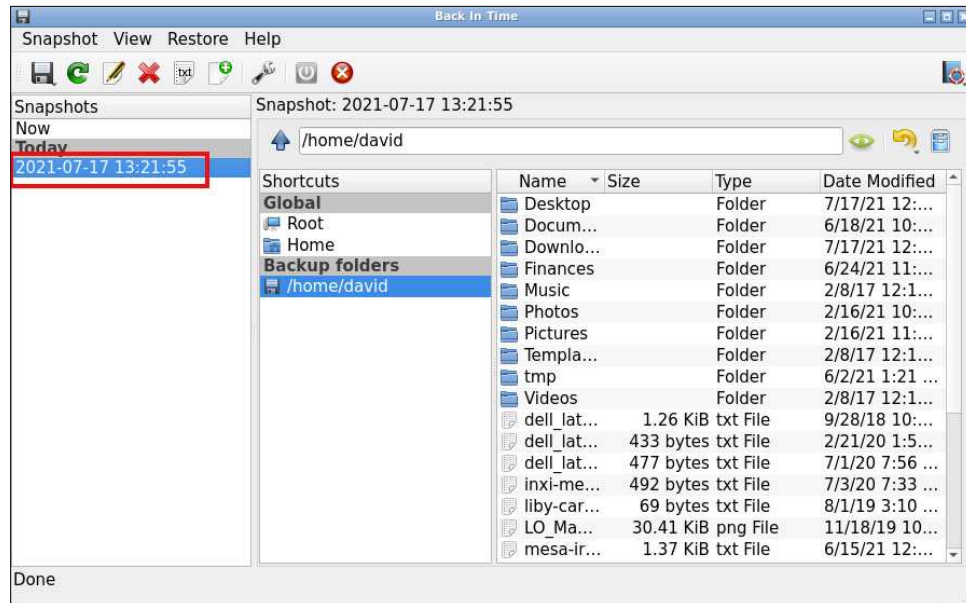 Back In Time
Snapshot View Restore Help
txt
Snapshots
Snapshot: 2021-07-17 13:21:55
Now
Today
2021-07-17 13:21:55
/home/david
Shortcuts
Global
Root
Home
Backup folders
/home/david
Name Size Type Date Modified
Desktop Folder 7/17/21 12:...
Docum... Folder 6/18/21 10:...
Downlo... Folder 7/17/21 12:...
Finances Folder 6/24/21 11:...
Music Folder 2/8/17 12:1...
Photos Folder 2/16/21 10:...
Pictures Folder 2/16/21 11:...
Templa... Folder 2/8/17 12:1...
tmp Folder 6/2/21 1:21 ...
Videos Folder 2/8/17 12:1...
dell_lat... 1.26 KiB txt File 9/28/18 10:...
dell_lat... 433 bytes txt File 2/21/20 1:5...
dell_lat... 477 bytes txt File 7/1/20 7:56 ...
inxi-me... 492 bytes txt File 7/3/20 7:33 ...
liby-car... 69 bytes txt File 8/1/19 3:10 ...
LO_Ma... 30.41 KiB png File 11/18/19 10...
mesa-ir... 1.37 KiB txt File 6/15/21 12:...
Done